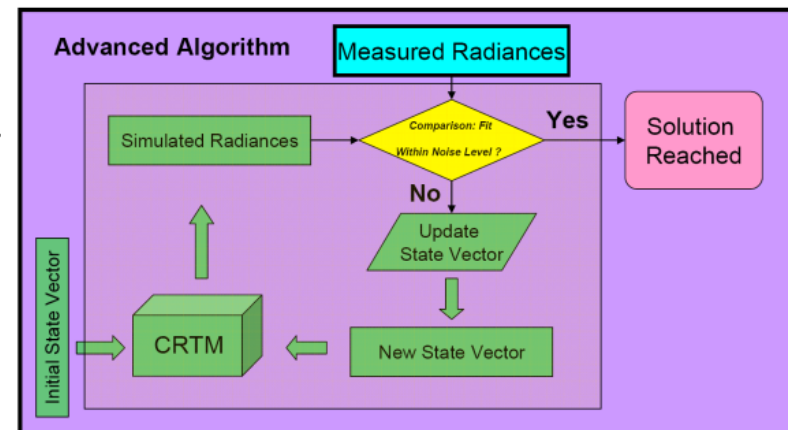 Advanced Algorithm
Measured Radiances
Simulated Radiances
Comparison: Fit
Within Noise Level ?
Yes
Solution
Reached
No
Update
State Vector
Initial State Vector
CRTM
New State Vector